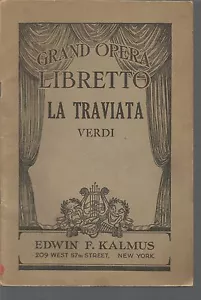 GRAND OPERA
LIBRETTO
LA TRAVIATA
VERDI
EDWIN F. KALMUS
209 WEST 57th STREET, NEW YORK